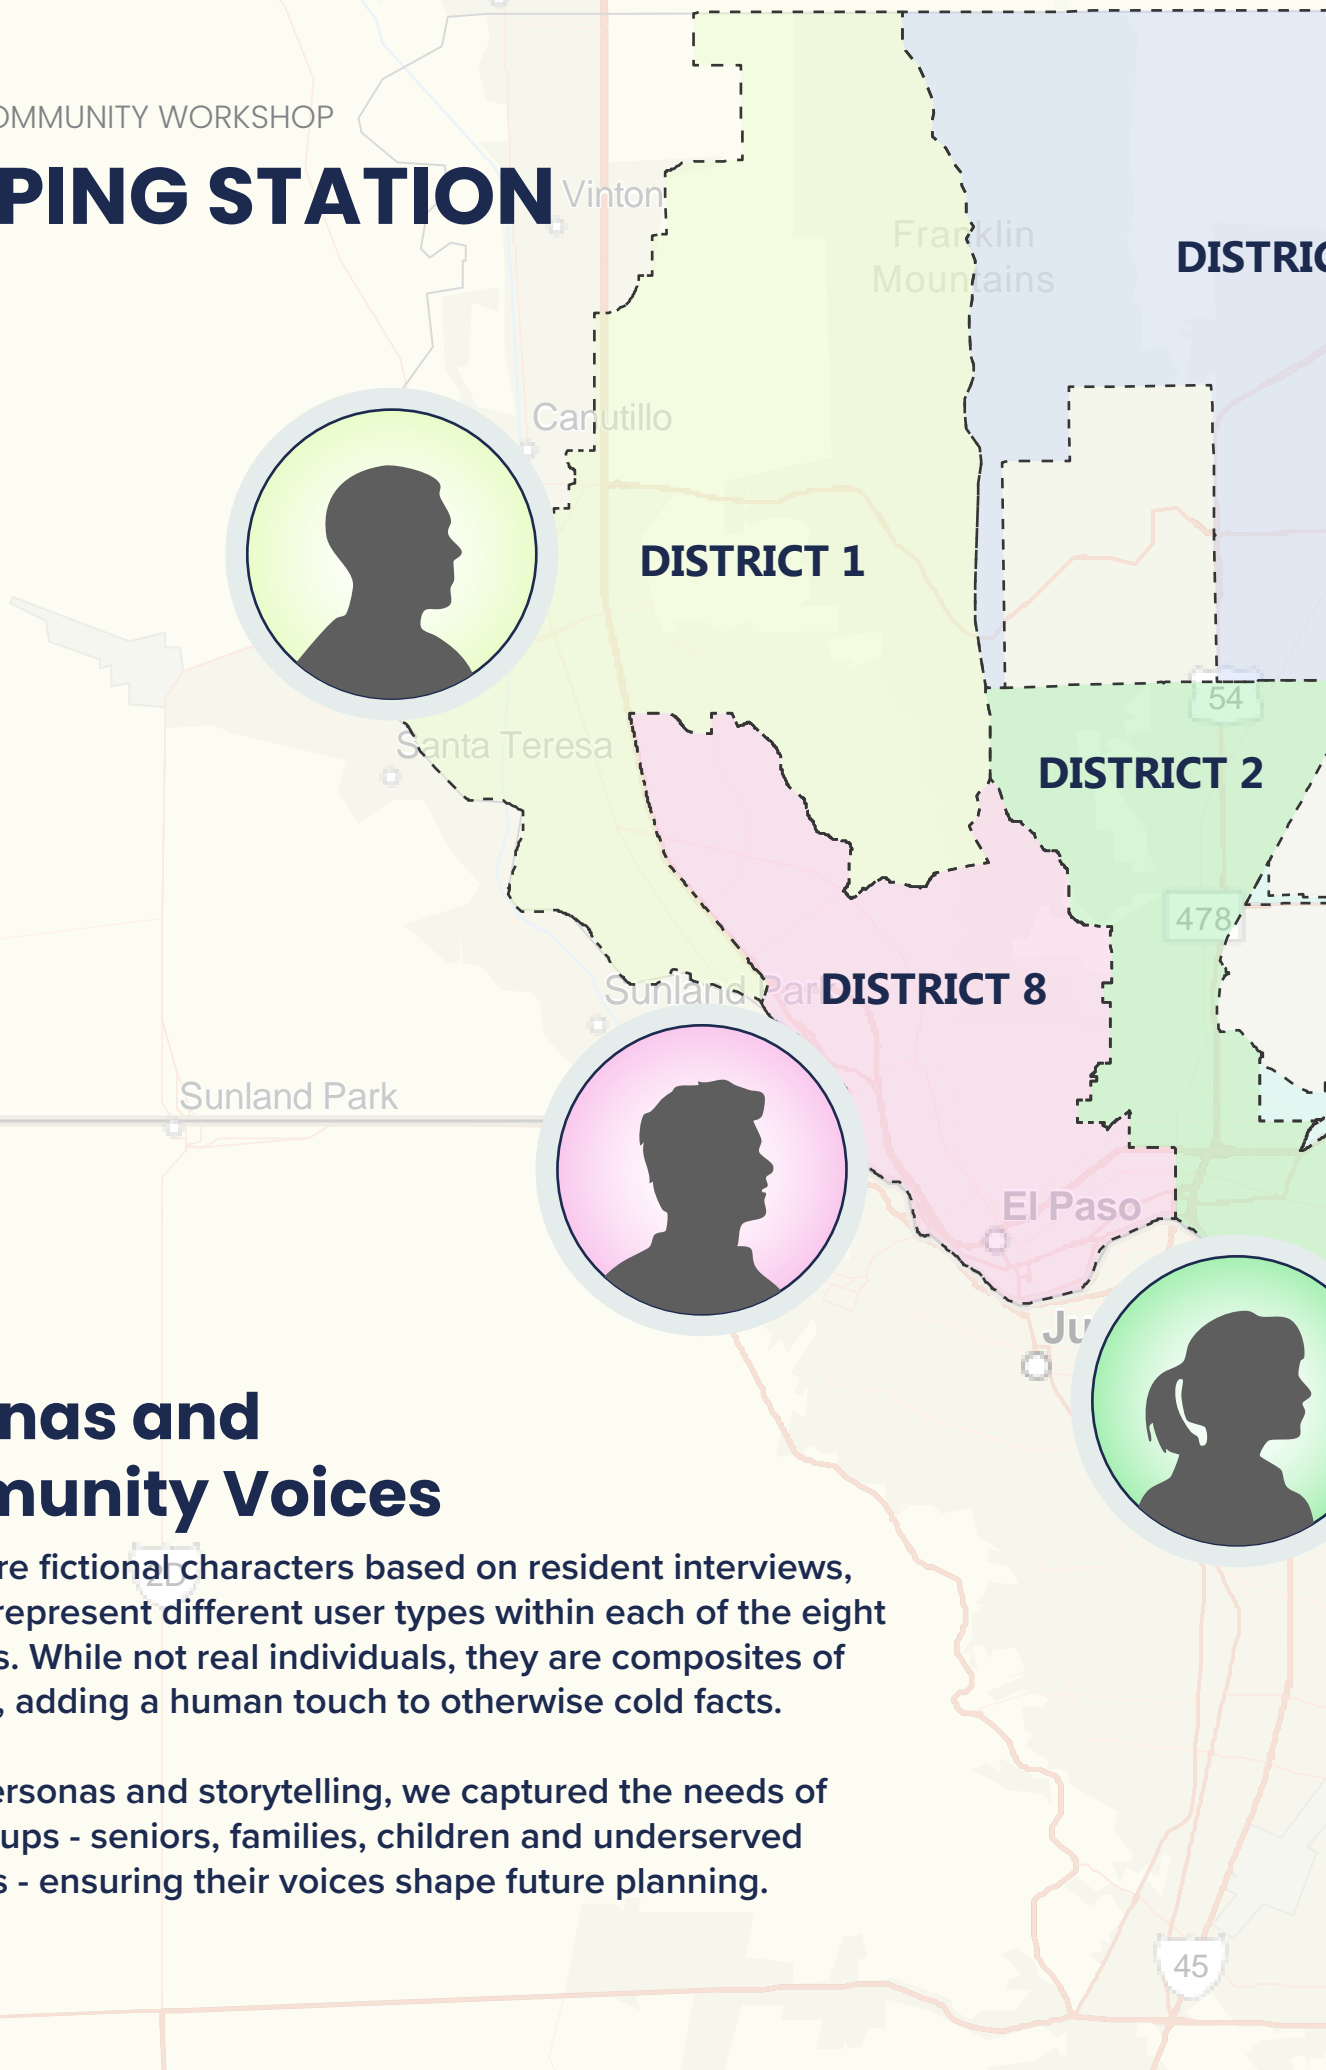 OMMUNITY WORKSHOP
PING STATION
Vinton
Franklin
Mountains
DISTRIC
Canutillo
DISTRICT 1
54
Santa Teresa
DISTRICT 2
478
Sunland Park
DISTRICT 8
Sunland Park
El Paso
Ju
nas and
munity Voices
re fictional characters based on resident interviews,
2D
represent different user types within each of the eight
s. While not real individuals, they are composites of
, adding a human touch to otherwise cold facts.
ersonas and storytelling, we captured the needs of
ups - seniors, families, children and underserved
s - ensuring their voices shape future planning.
45